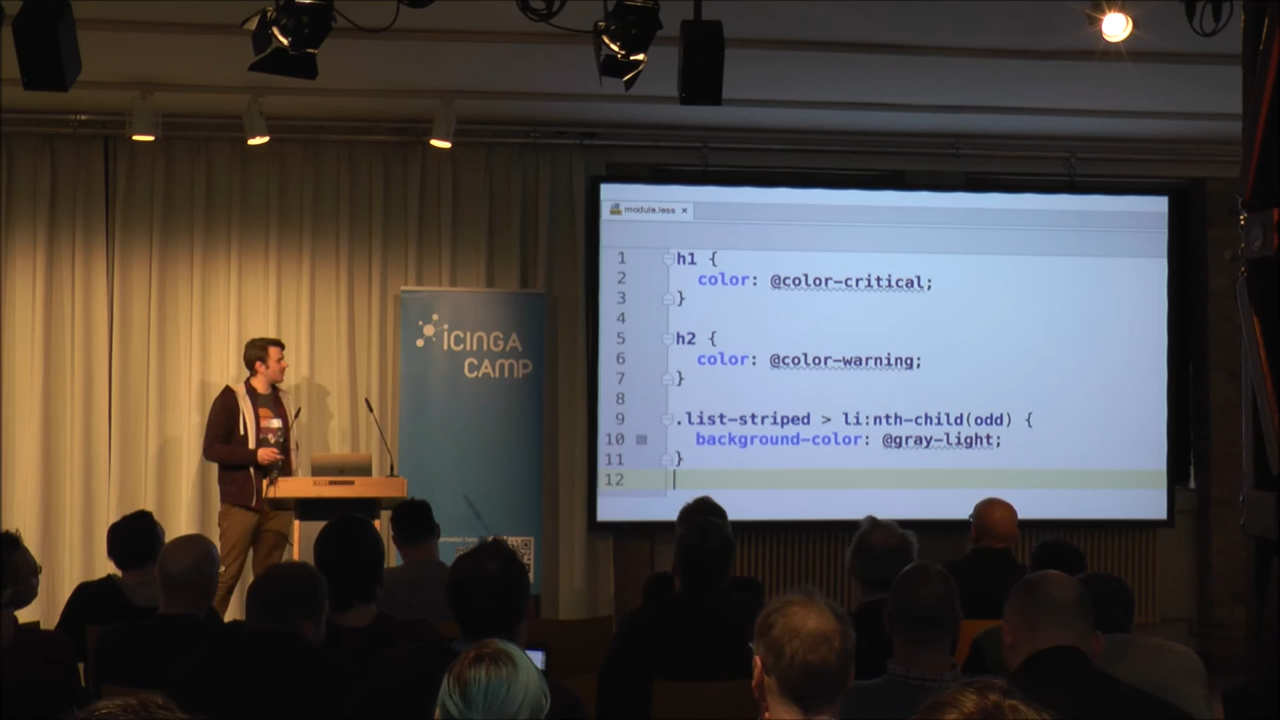 ICINGA
CAMP
module.less
1 h1 {
2 color: @color-critical;
3 }
4
5 h2 {
6 color: @color-warning;
7 }
8
9 .list-striped > li:nth-child(odd) {
10 background-color: @gray-light;
11 }
12